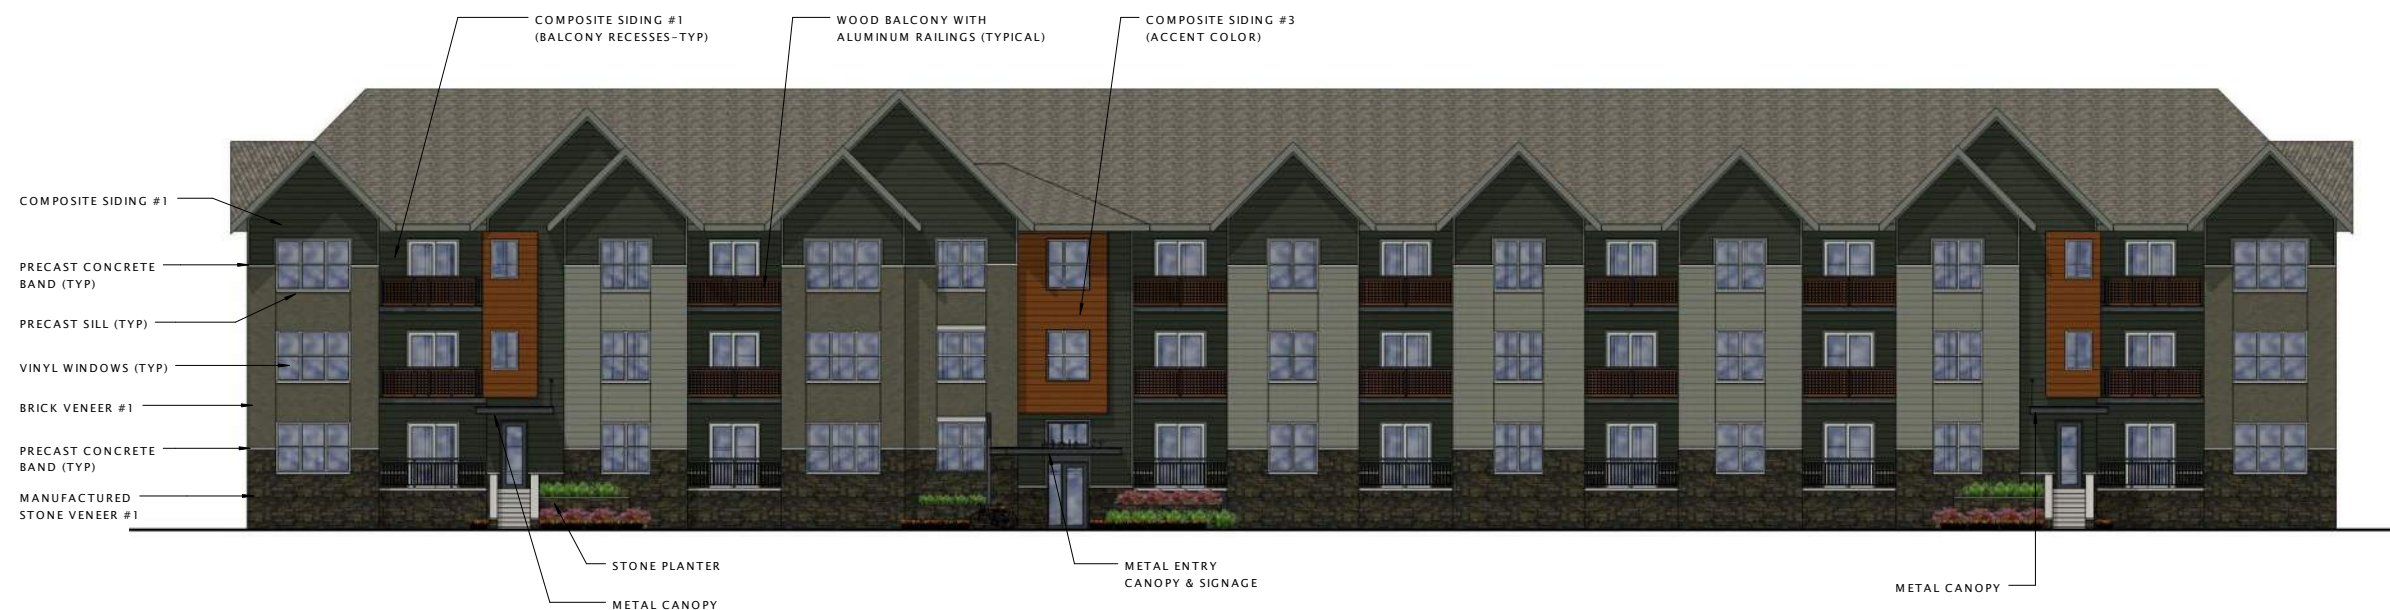 COMPOSITE SIDING #1
(BALCONY RECESSES-TYP)
WOOD BALCONY WITH
ALUMINUM RAILINGS (TYPICAL)
COMPOSITE SIDING #3
(ACCENT COLOR)
COMPOSITE SIDING #1
PRECAST CONCRETE
BAND (TYP)
PRECAST SILL (TYP)
VINYL WINDOWS (TYP)
BRICK VENEER #1
PRECAST CONCRETE
BAND (TYP)
MANUFACTURED
STONE VENEER #1
STONE PLANTER
METAL CANOPY
METAL ENTRY
CANOPY & SIGNAGE
METAL CANOPY